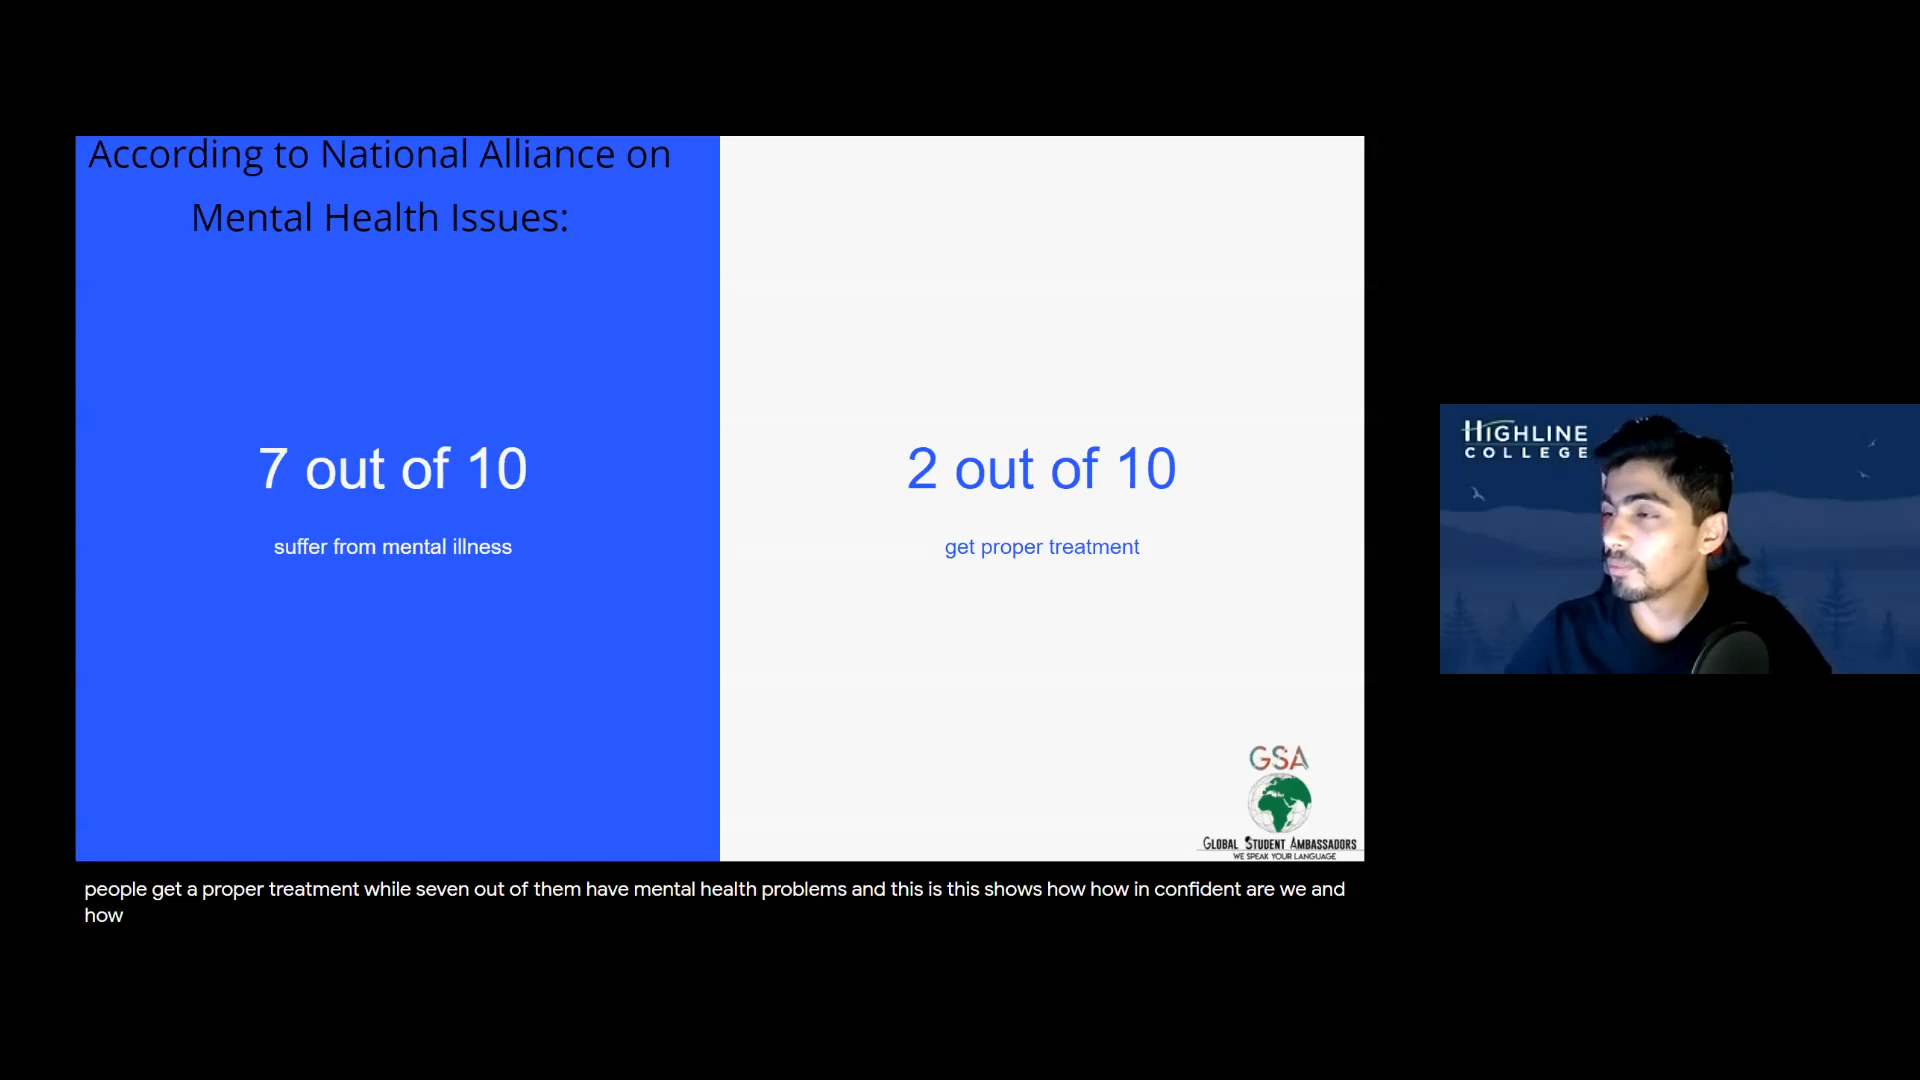 According to National Alliance on
Mental Health Issues:
7 out of 10
suffer from mental illness
2 out of 10
get proper treatment
GSA
GLOBAL STUDENT AMBASSADORS
WE SPEAK YOUR LANGUAGE
people get a proper treatment while seven out of them have mental health problems and this is this shows how how in confident are we and
how
HIGHLINE
COLLEGE